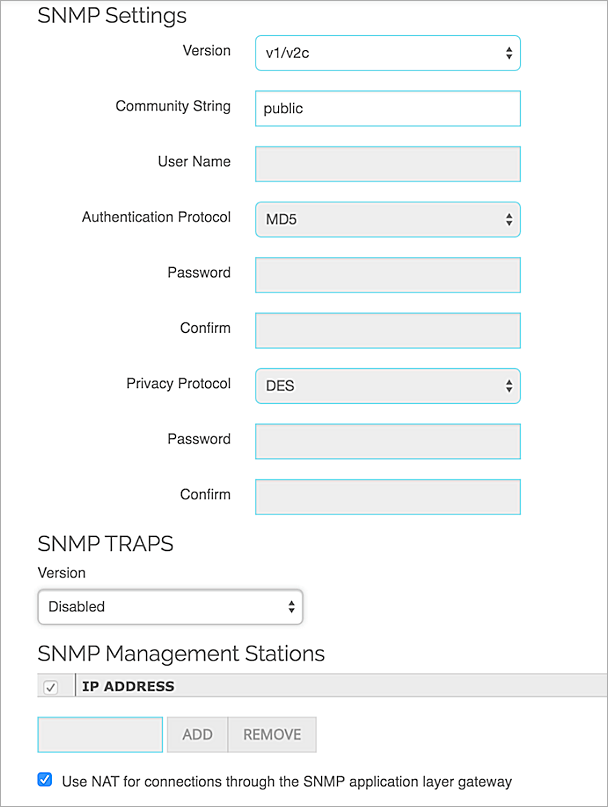 SNMP Settings
Version v1/v2c
Community String public
User Name
Authentication Protocol MD5
Password
Confirm
Privacy Protocol DES
Password
Confirm
SNMP TRAPS
Version
Disabled
SNMP Management Stations
IP ADDRESS
ADD REMOVE
Use NAT for connections through the SNMP application layer gateway